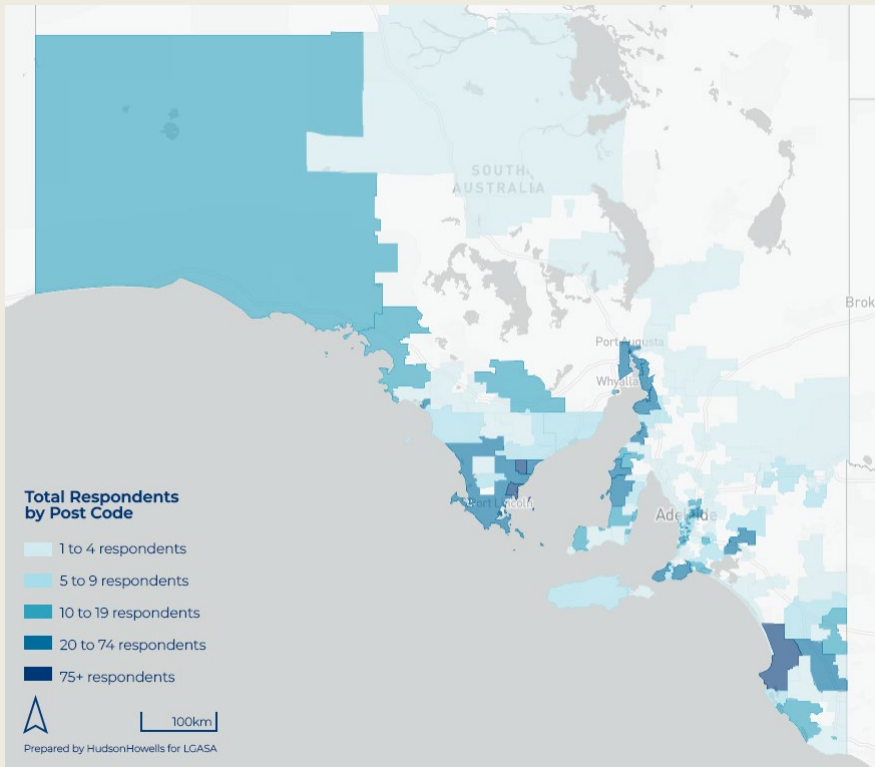 SOUTH
AUSTRALIA
Brok
Port Augusta
Whyalla
Port Lincoln
Adelaide
Total Respondents
by Post Code
1 to 4 respondents
5 to 9 respondents
10 to 19 respondents
20 to 74 respondents
75+ respondents
100km
Prepared by HudsonHowells for LGASA